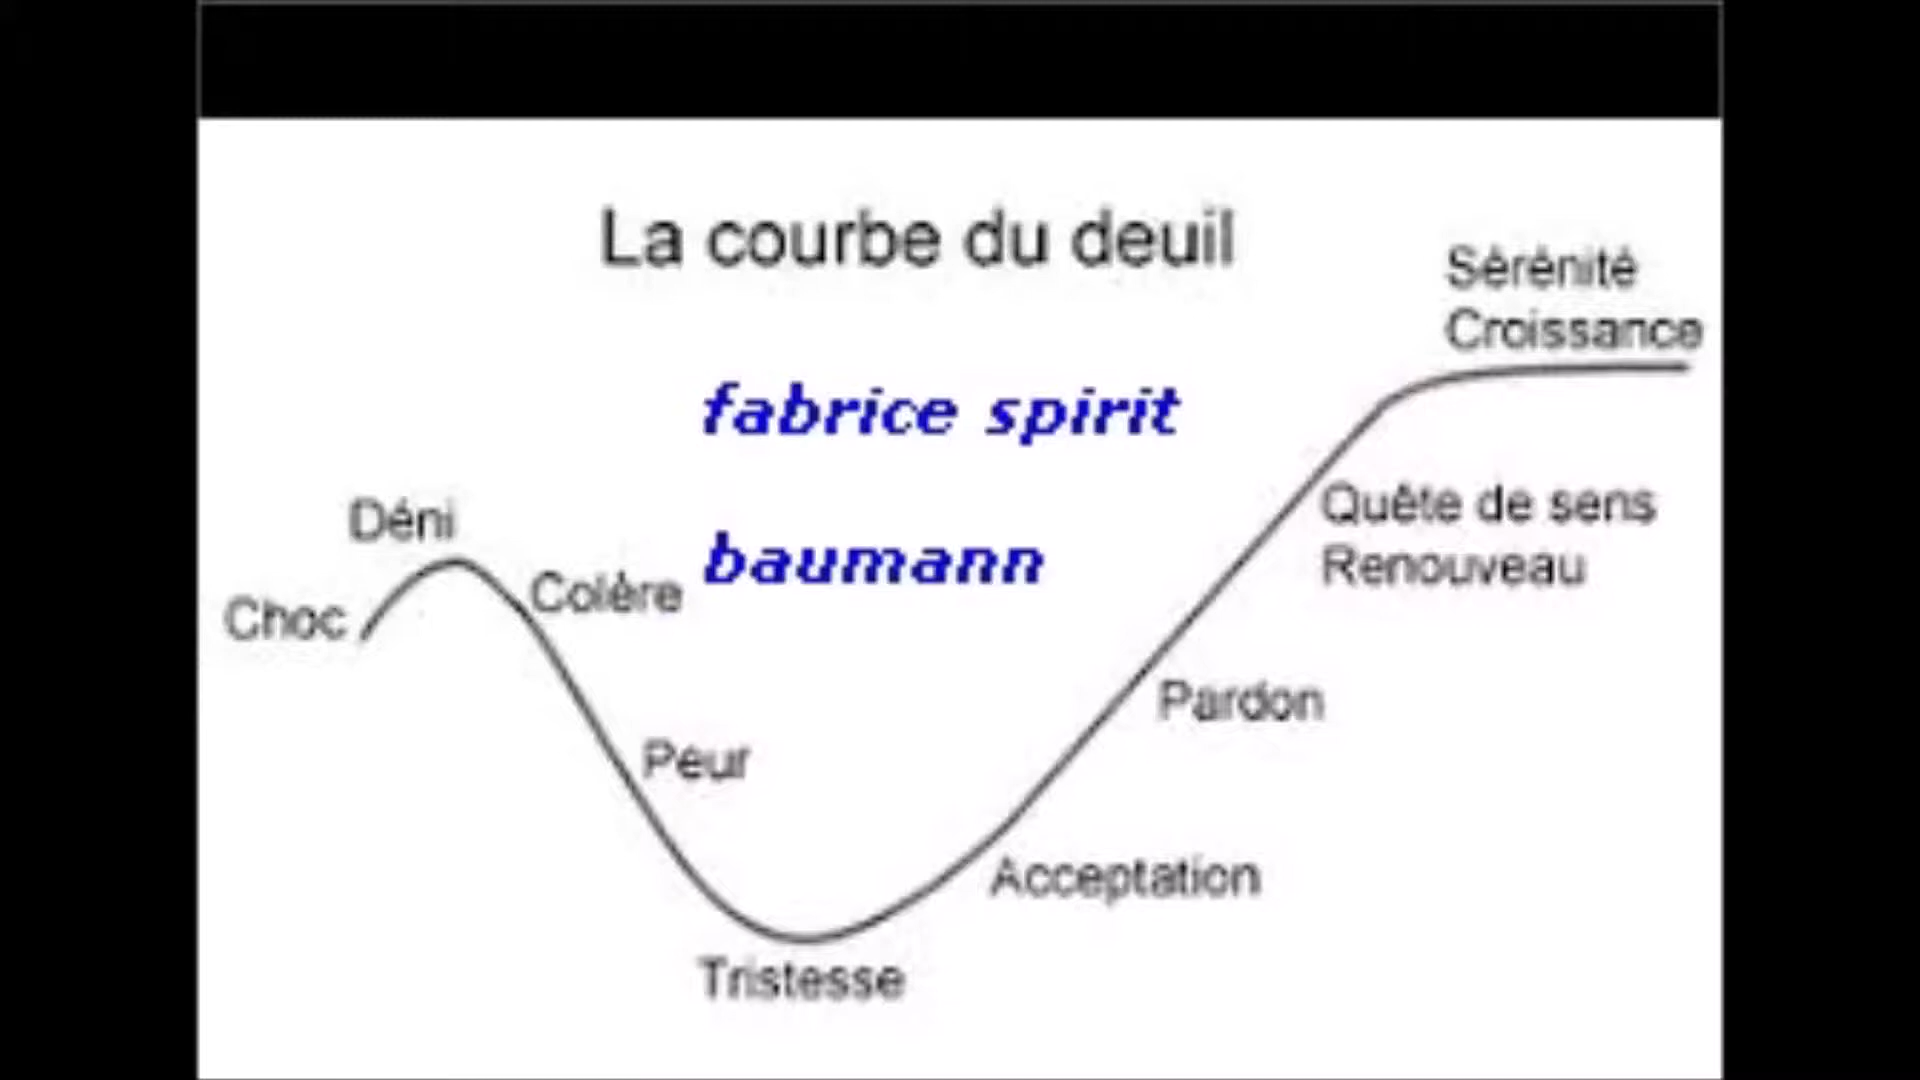 La courbe du deuil
Sérénité
Croissance
fabrice spirit
Quête de sens
Renouveau
Déni
baumann
Colère
Choc
Pardon
Peur
Acceptation
Tristesse